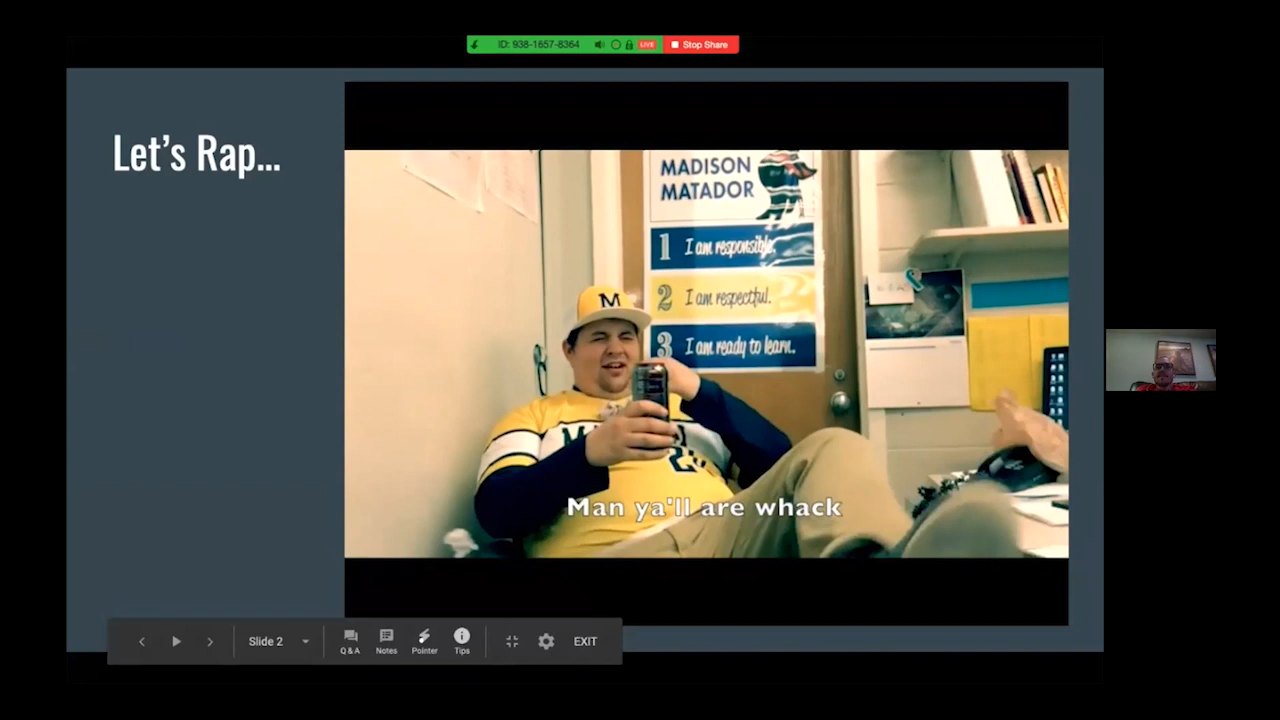 ID: 938-1657-8364 LIVE Stop Share
Let's Rap...
MADISON
MATADOR
1 I am responsible.
2 I am respectful.
3 I am ready to learn..
M
Man ya'll are whack
Slide 2
Q & A Notes Pointer Tips EXIT